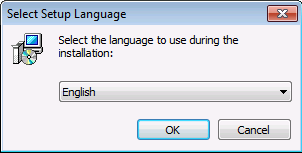 Select Setup Language
Select the language to use during the
installation:
English
OK
Cancel